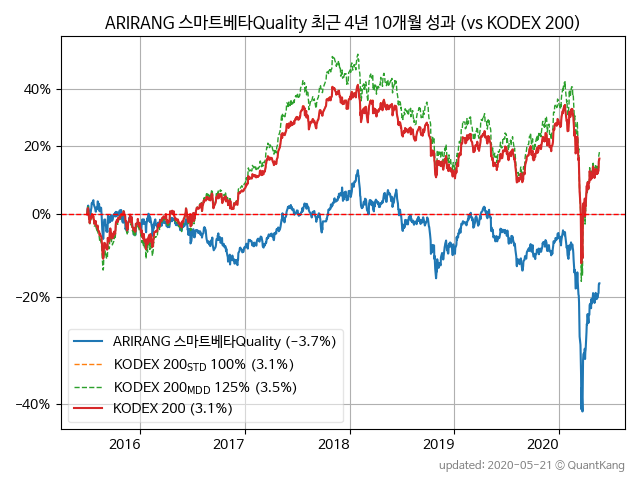 ARIRANG 스마트베타Quality 최근 4년 10개월 성과 (vs KODEX 200)
40%
20%
0%
−20%
−40%
ARIRANG 스마트베타Quality (−3.7%)
KODEX 200STD 100% (3.1%)
KODEX 200MDD 125% (3.5%)
KODEX 200 (3.1%)
2016 2017 2018 2019 2020
updated: 2020-05-21 © QuantKang